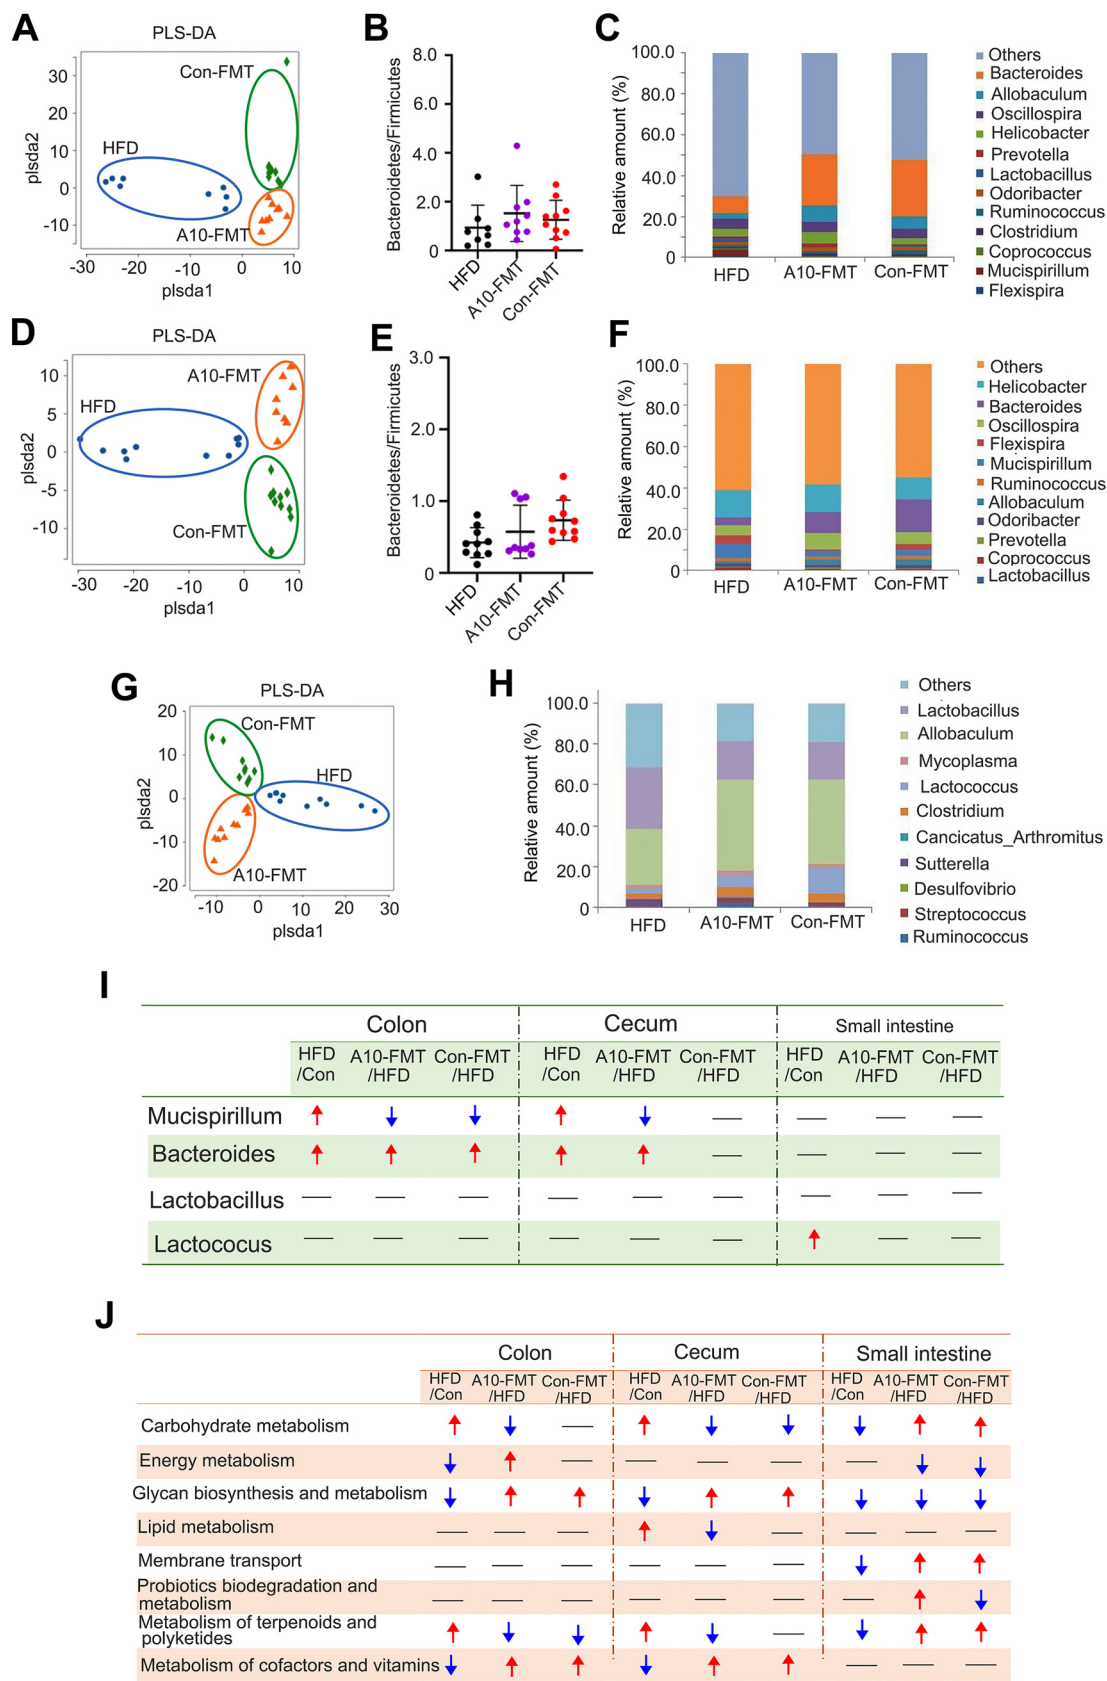 A
PLS-DA
Con-FMT
HFD
A10-FMT
30
20
10
0
-10
plsda2
-30
-20
-10
0
10
plsda1
B
8.0
6.0
4.0
2.0
0
Bacteroidetes/Firmicutes
HFD
A10-FMT
Con-FMT
C
100.0
80.0
60.0
40.0
20.0
0
Relative amount (%)
HFD
A10-FMT
Con-FMT
Others
Bacteroides
Allobaculum
Oscillospira
Helicobacter
Prevotella
Lactobacillus
Odoribacter
Ruminococcus
Clostridium
Coprococcus
Mucispirillum
Flexispira
D
PLS-DA
A10-FMT
HFD
Con-FMT
10
5
0
-5
-10
plsda2
-30
-20
-10
0
10
plsda1
E
3.0
2.0
1.0
0
Bacteroidetes/Firmicutes
HFD
A10-FMT
Con-FMT
F
100.0
80.0
60.0
40.0
20.0
0
Relative amount (%)
HFD
A10-FMT
Con-FMT
Others
Helicobacter
Bacteroides
Oscillospira
Flexispira
Mucispirillum
Ruminococcus
Allobaculum
Odoribacter
Prevotella
Coprococcus
Lactobacillus
G
PLS-DA
Con-FMT
HFD
A10-FMT
20
10
0
-10
-20
plsda2
-10
0
10
20
30
plsda1
H
100.0
80.0
60.0
40.0
20.0
0
Relative amount (%)
HFD
A10-FMT
Con-FMT
Others
Lactobacillus
Allobaculum
Mycoplasma
Lactococcus
Clostridium
Cancicatus_Arthromitus
Sutterella
Desulfovibrio
Streptococcus
Ruminococcus
I
Colon Cecum Small intestine
HFD A10-FMT Con-FMT HFD A10-FMT Con-FMT HFD A10-FMT Con-FMT
/Con /HFD /HFD /Con /HFD /HFD /Con /HFD /HFD
Mucispirillum ↑ ↓ ↓ ↑ ↓ — — — —
Bacteroides ↑ ↑ ↑ ↑ ↑ — — — —
Lactobacillus — — — — — — — — —
Lactococus — — — — — — ↑ — —
J
Colon Cecum Small intestine
HFD A10-FMT Con-FMT HFD A10-FMT Con-FMT HFD A10-FMT Con-FMT
/Con /HFD /HFD /Con /HFD /HFD /Con /HFD /HFD
Carbohydrate metabolism ↑ ↓ — ↑ ↓ ↓ ↓ ↑ ↑
Energy metabolism ↓ ↑ — — — — — ↓ ↓
Glycan biosynthesis and metabolism ↓ ↑ ↑ ↓ ↑ ↑ ↓ ↓ ↓
Lipid metabolism — — — ↑ ↓ — — — —
Membrane transport — — — — — — ↓ ↑ ↑
Probiotics biodegradation and
metabolism — — — — — — — ↑ ↓
Metabolism of terpenoids and
polyketides ↑ ↓ ↓ ↑ ↓ — ↓ ↑ ↑
Metabolism of cofactors and vitamins ↓ ↑ ↑ ↓ ↑ ↑ — — —